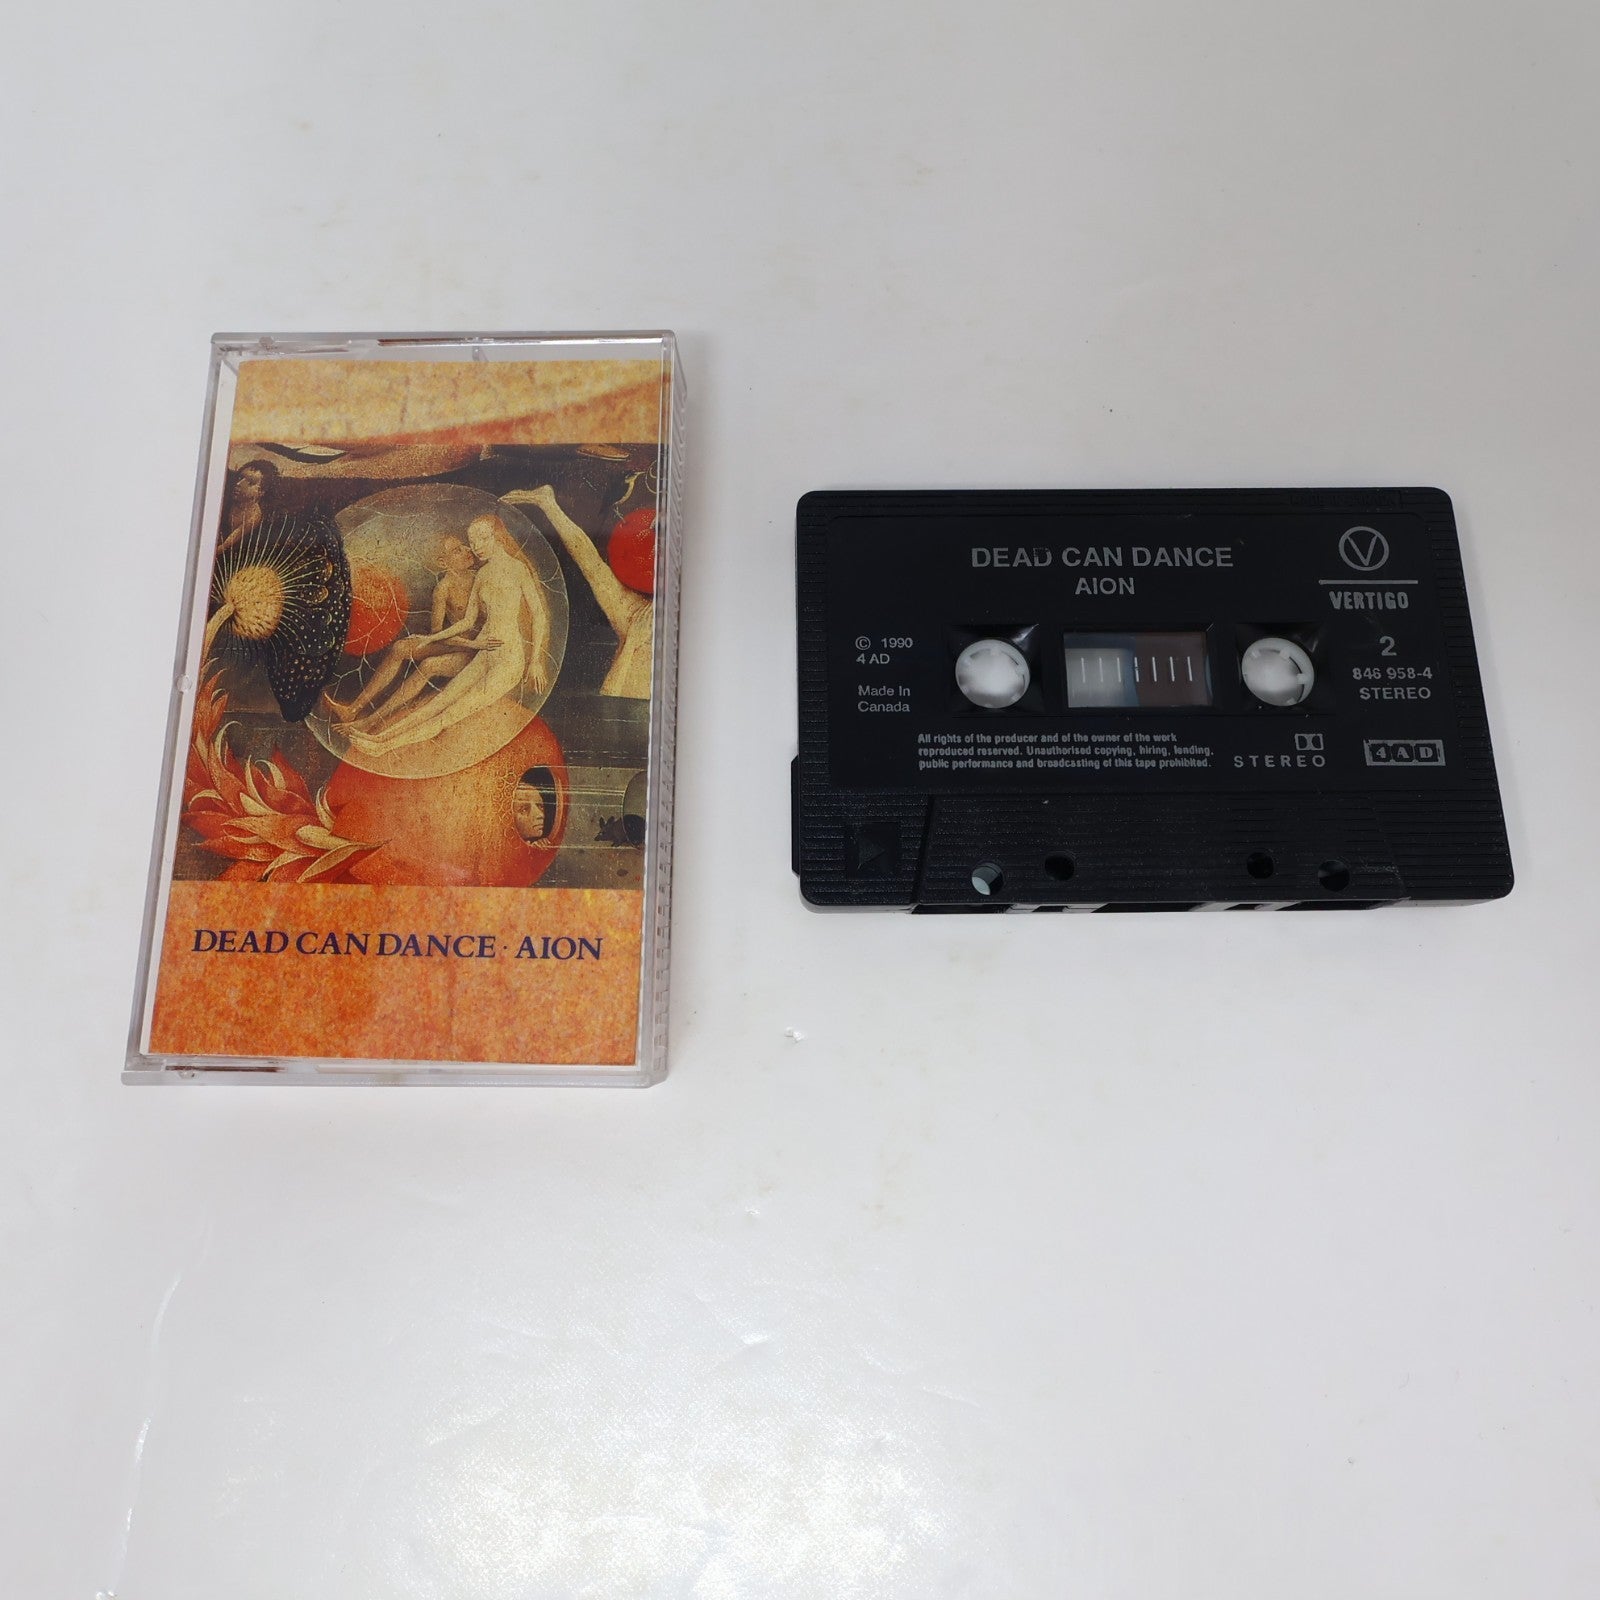 DEAD CAN DANCE · AION
DEAD CAN DANCE
AION
VERTIGO
© 1990
4 AD
Made In
Canada
2
846 958-4
STEREO
All rights of the producer and of the owner of the work
reproduced reserved. Unauthorised copying, hiring, lending,
public performance and broadcasting of this tape prohibited.
STEREO
4AD